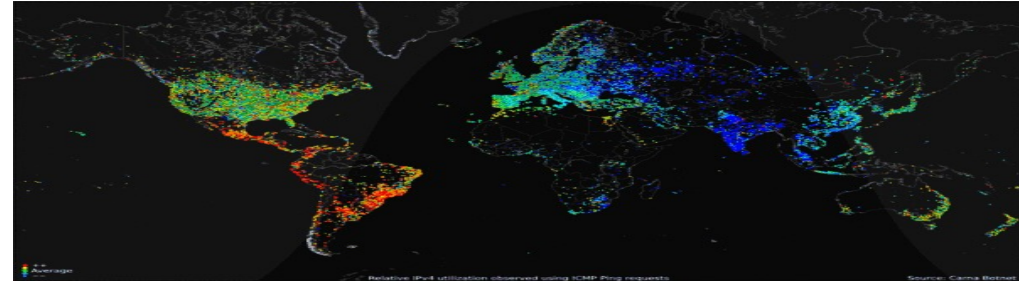 Average
Relative IPv4 utilization observed using ICMP Ping requests
Source: Carna Botnet